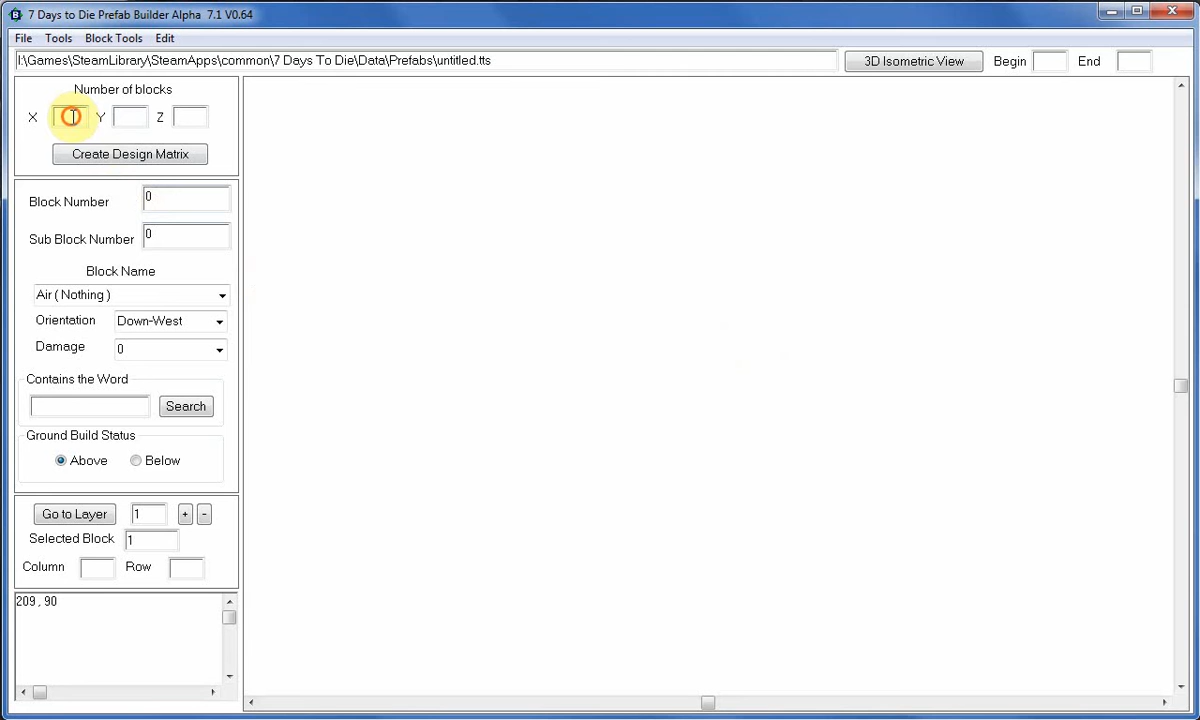 7 Days to Die Prefab Builder Alpha 7.1 V0.64
File Tools Block Tools Edit
I:\Games\SteamLibrary\SteamApps\common\7 Days To Die\Data\Prefabs\untitled.tts
3D Isometric View
Begin End
Number of blocks
X Y Z
Create Design Matrix
Block Number 0
Sub Block Number 0
Block Name
Air ( Nothing )
Orientation Down-West
Damage 0
Contains the Word
Search
Ground Build Status
Above Below
Go to Layer 1 + -
Selected Block 1
Column Row
209 , 90